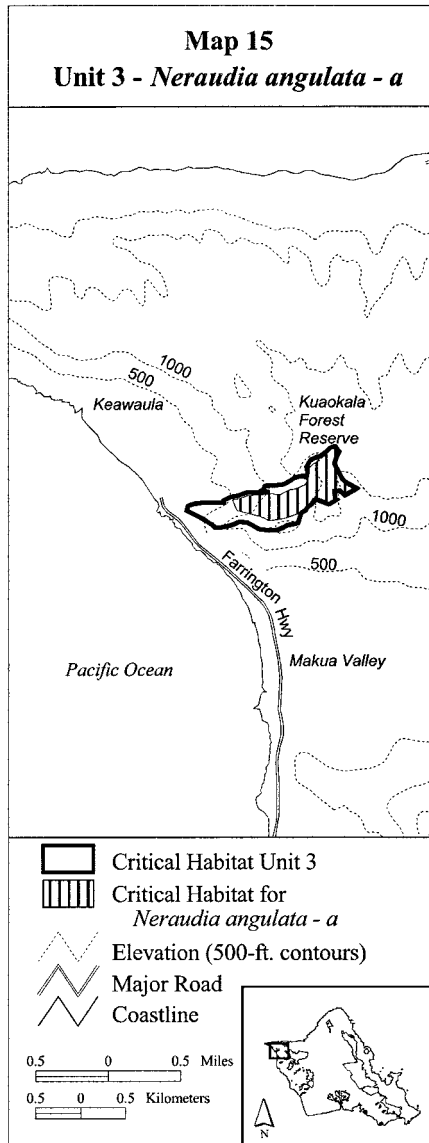 Map 15
Unit 3 - Neraudia angulata - a
1000
500
Keawaula
Kuaokala
Forest
Reserve
1000
500
Farrington Hwy
Makua Valley
Pacific Ocean
Critical Habitat Unit 3
Critical Habitat for
Neraudia angulata - a
Elevation (500-ft. contours)
Major Road
Coastline
0.5 0 0.5 Miles
0.5 0 0.5 Kilometers
N